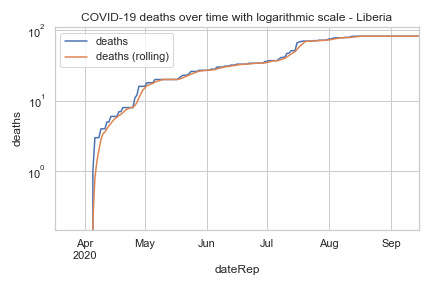 COVID-19 deaths over time with logarithmic scale - Liberia
deaths
deaths (rolling)
10²
10¹
10⁰
deaths
Apr
2020
May
Jun
Jul
Aug
Sep
dateRep